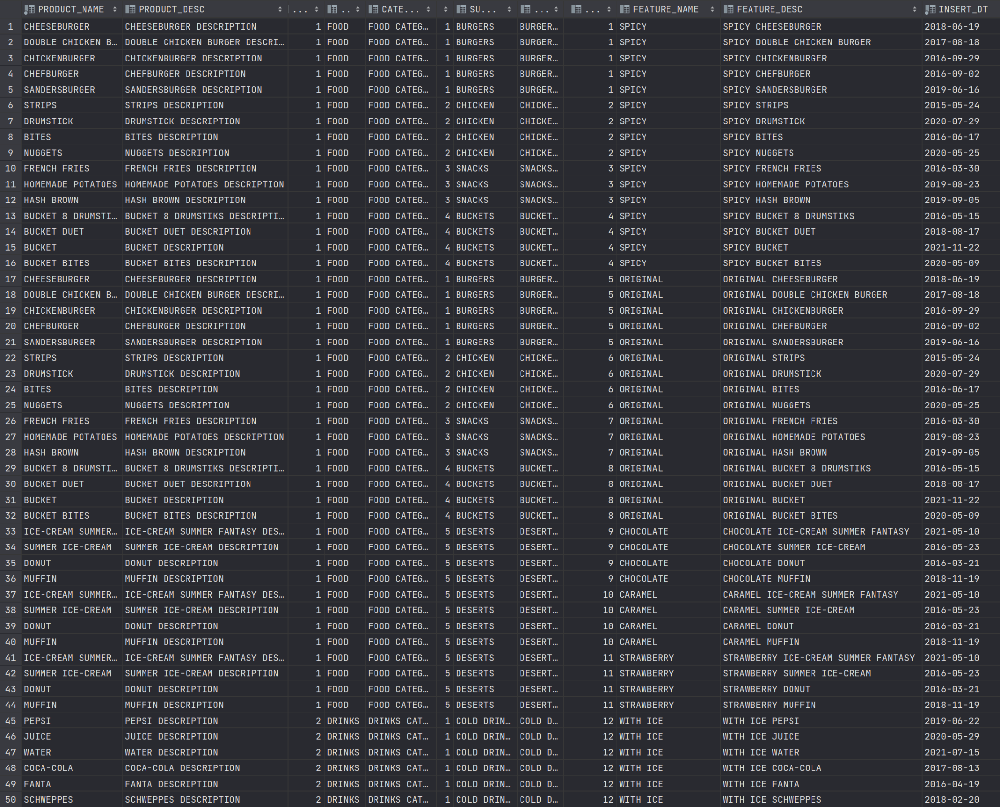 PRODUCT_NAME PRODUCT_DESC ... .. CATE... SU... ... ... FEATURE_NAME FEATURE_DESC INSERT_DT
1 CHEESEBURGER CHEESEBURGER DESCRIPTION 1 FOOD FOOD CATEG… 1 BURGERS BURGER… 1 SPICY SPICY CHEESEBURGER 2018-06-19
2 DOUBLE CHICKEN B… DOUBLE CHICKEN BURGER DESCRI… 1 FOOD FOOD CATEG… 1 BURGERS BURGER… 1 SPICY SPICY DOUBLE CHICKEN BURGER 2017-08-18
3 CHICKENBURGER CHICKENBURGER DESCRIPTION 1 FOOD FOOD CATEG… 1 BURGERS BURGER… 1 SPICY SPICY CHICKENBURGER 2016-09-29
4 CHEFBURGER CHEFBURGER DESCRIPTION 1 FOOD FOOD CATEG… 1 BURGERS BURGER… 1 SPICY SPICY CHEFBURGER 2016-09-02
5 SANDERSBURGER SANDERSBURGER DESCRIPTION 1 FOOD FOOD CATEG… 1 BURGERS BURGER… 1 SPICY SPICY SANDERSBURGER 2019-06-16
6 STRIPS STRIPS DESCRIPTION 1 FOOD FOOD CATEG… 2 CHICKEN CHICKE… 2 SPICY SPICY STRIPS 2015-05-24
7 DRUMSTICK DRUMSTICK DESCRIPTION 1 FOOD FOOD CATEG… 2 CHICKEN CHICKE… 2 SPICY SPICY DRUMSTICK 2020-07-29
8 BITES BITES DESCRIPTION 1 FOOD FOOD CATEG… 2 CHICKEN CHICKE… 2 SPICY SPICY BITES 2016-06-17
9 NUGGETS NUGGETS DESCRIPTION 1 FOOD FOOD CATEG… 2 CHICKEN CHICKE… 2 SPICY SPICY NUGGETS 2020-05-25
10 FRENCH FRIES FRENCH FRIES DESCRIPTION 1 FOOD FOOD CATEG… 3 SNACKS SNACKS… 3 SPICY SPICY FRENCH FRIES 2016-03-30
11 HOMEMADE POTATOES HOMEMADE POTATOES DESCRIPTION 1 FOOD FOOD CATEG… 3 SNACKS SNACKS… 3 SPICY SPICY HOMEMADE POTATOES 2019-08-23
12 HASH BROWN HASH BROWN DESCRIPTION 1 FOOD FOOD CATEG… 3 SNACKS SNACKS… 3 SPICY SPICY HASH BROWN 2019-09-05
13 BUCKET 8 DRUMSTI… BUCKET 8 DRUMSTIKS DESCRIPTI… 1 FOOD FOOD CATEG… 4 BUCKETS BUCKET… 4 SPICY SPICY BUCKET 8 DRUMSTIKS 2016-05-15
14 BUCKET DUET BUCKET DUET DESCRIPTION 1 FOOD FOOD CATEG… 4 BUCKETS BUCKET… 4 SPICY SPICY BUCKET DUET 2018-08-17
15 BUCKET BUCKET DESCRIPTION 1 FOOD FOOD CATEG… 4 BUCKETS BUCKET… 4 SPICY SPICY BUCKET 2021-11-22
16 BUCKET BITES BUCKET BITES DESCRIPTION 1 FOOD FOOD CATEG… 4 BUCKETS BUCKET… 4 SPICY SPICY BUCKET BITES 2020-05-09
17 CHEESEBURGER CHEESEBURGER DESCRIPTION 1 FOOD FOOD CATEG… 1 BURGERS BURGER… 5 ORIGINAL ORIGINAL CHEESEBURGER 2018-06-19
18 DOUBLE CHICKEN B… DOUBLE CHICKEN BURGER DESCRI… 1 FOOD FOOD CATEG… 1 BURGERS BURGER… 5 ORIGINAL ORIGINAL DOUBLE CHICKEN BURGER 2017-08-18
19 CHICKENBURGER CHICKENBURGER DESCRIPTION 1 FOOD FOOD CATEG… 1 BURGERS BURGER… 5 ORIGINAL ORIGINAL CHICKENBURGER 2016-09-29
20 CHEFBURGER CHEFBURGER DESCRIPTION 1 FOOD FOOD CATEG… 1 BURGERS BURGER… 5 ORIGINAL ORIGINAL CHEFBURGER 2016-09-02
21 SANDERSBURGER SANDERSBURGER DESCRIPTION 1 FOOD FOOD CATEG… 1 BURGERS BURGER… 5 ORIGINAL ORIGINAL SANDERSBURGER 2019-06-16
22 STRIPS STRIPS DESCRIPTION 1 FOOD FOOD CATEG… 2 CHICKEN CHICKE… 6 ORIGINAL ORIGINAL STRIPS 2015-05-24
23 DRUMSTICK DRUMSTICK DESCRIPTION 1 FOOD FOOD CATEG… 2 CHICKEN CHICKE… 6 ORIGINAL ORIGINAL DRUMSTICK 2020-07-29
24 BITES BITES DESCRIPTION 1 FOOD FOOD CATEG… 2 CHICKEN CHICKE… 6 ORIGINAL ORIGINAL BITES 2016-06-17
25 NUGGETS NUGGETS DESCRIPTION 1 FOOD FOOD CATEG… 2 CHICKEN CHICKE… 6 ORIGINAL ORIGINAL NUGGETS 2020-05-25
26 FRENCH FRIES FRENCH FRIES DESCRIPTION 1 FOOD FOOD CATEG… 3 SNACKS SNACKS… 7 ORIGINAL ORIGINAL FRENCH FRIES 2016-03-30
27 HOMEMADE POTATOES HOMEMADE POTATOES DESCRIPTION 1 FOOD FOOD CATEG… 3 SNACKS SNACKS… 7 ORIGINAL ORIGINAL HOMEMADE POTATOES 2019-08-23
28 HASH BROWN HASH BROWN DESCRIPTION 1 FOOD FOOD CATEG… 3 SNACKS SNACKS… 7 ORIGINAL ORIGINAL HASH BROWN 2019-09-05
29 BUCKET 8 DRUMSTI… BUCKET 8 DRUMSTIKS DESCRIPTI… 1 FOOD FOOD CATEG… 4 BUCKETS BUCKET… 8 ORIGINAL ORIGINAL BUCKET 8 DRUMSTIKS 2016-05-15
30 BUCKET DUET BUCKET DUET DESCRIPTION 1 FOOD FOOD CATEG… 4 BUCKETS BUCKET… 8 ORIGINAL ORIGINAL BUCKET DUET 2018-08-17
31 BUCKET BUCKET DESCRIPTION 1 FOOD FOOD CATEG… 4 BUCKETS BUCKET… 8 ORIGINAL ORIGINAL BUCKET 2021-11-22
32 BUCKET BITES BUCKET BITES DESCRIPTION 1 FOOD FOOD CATEG… 4 BUCKETS BUCKET… 8 ORIGINAL ORIGINAL BUCKET BITES 2020-05-09
33 ICE-CREAM SUMMER… ICE-CREAM SUMMER FANTASY DES… 1 FOOD FOOD CATEG… 5 DESERTS DESERT… 9 CHOCOLATE CHOCOLATE ICE-CREAM SUMMER FANTASY 2021-05-10
34 SUMMER ICE-CREAM SUMMER ICE-CREAM DESCRIPTION 1 FOOD FOOD CATEG… 5 DESERTS DESERT… 9 CHOCOLATE CHOCOLATE SUMMER ICE-CREAM 2016-05-23
35 DONUT DONUT DESCRIPTION 1 FOOD FOOD CATEG… 5 DESERTS DESERT… 9 CHOCOLATE CHOCOLATE DONUT 2016-03-21
36 MUFFIN MUFFIN DESCRIPTION 1 FOOD FOOD CATEG… 5 DESERTS DESERT… 9 CHOCOLATE CHOCOLATE MUFFIN 2018-11-19
37 ICE-CREAM SUMMER… ICE-CREAM SUMMER FANTASY DES… 1 FOOD FOOD CATEG… 5 DESERTS DESERT… 10 CARAMEL CARAMEL ICE-CREAM SUMMER FANTASY 2021-05-10
38 SUMMER ICE-CREAM SUMMER ICE-CREAM DESCRIPTION 1 FOOD FOOD CATEG… 5 DESERTS DESERT… 10 CARAMEL CARAMEL SUMMER ICE-CREAM 2016-05-23
39 DONUT DONUT DESCRIPTION 1 FOOD FOOD CATEG… 5 DESERTS DESERT… 10 CARAMEL CARAMEL DONUT 2016-03-21
40 MUFFIN MUFFIN DESCRIPTION 1 FOOD FOOD CATEG… 5 DESERTS DESERT… 10 CARAMEL CARAMEL MUFFIN 2018-11-19
41 ICE-CREAM SUMMER… ICE-CREAM SUMMER FANTASY DES… 1 FOOD FOOD CATEG… 5 DESERTS DESERT… 11 STRAWBERRY STRAWBERRY ICE-CREAM SUMMER FANTASY 2021-05-10
42 SUMMER ICE-CREAM SUMMER ICE-CREAM DESCRIPTION 1 FOOD FOOD CATEG… 5 DESERTS DESERT… 11 STRAWBERRY STRAWBERRY SUMMER ICE-CREAM 2016-05-23
43 DONUT DONUT DESCRIPTION 1 FOOD FOOD CATEG… 5 DESERTS DESERT… 11 STRAWBERRY STRAWBERRY DONUT 2016-03-21
44 MUFFIN MUFFIN DESCRIPTION 1 FOOD FOOD CATEG… 5 DESERTS DESERT… 11 STRAWBERRY STRAWBERRY MUFFIN 2018-11-19
45 PEPSI PEPSI DESCRIPTION 2 DRINKS DRINKS CAT… 1 COLD DRIN… COLD D… 12 WITH ICE WITH ICE PEPSI 2019-06-22
46 JUICE JUICE DESCRIPTION 2 DRINKS DRINKS CAT… 1 COLD DRIN… COLD D… 12 WITH ICE WITH ICE JUICE 2020-05-29
47 WATER WATER DESCRIPTION 2 DRINKS DRINKS CAT… 1 COLD DRIN… COLD D… 12 WITH ICE WITH ICE WATER 2021-07-15
48 COCA-COLA COCA-COLA DESCRIPTION 2 DRINKS DRINKS CAT… 1 COLD DRIN… COLD D… 12 WITH ICE WITH ICE COCA-COLA 2017-08-13
49 FANTA FANTA DESCRIPTION 2 DRINKS DRINKS CAT… 1 COLD DRIN… COLD D… 12 WITH ICE WITH ICE FANTA 2016-04-19
50 SCHWEPPES SCHWEPPES DESCRIPTION 2 DRINKS DRINKS CAT… 1 COLD DRIN… COLD D… 12 WITH ICE WITH ICE SCHWEPPES 2018-02-20